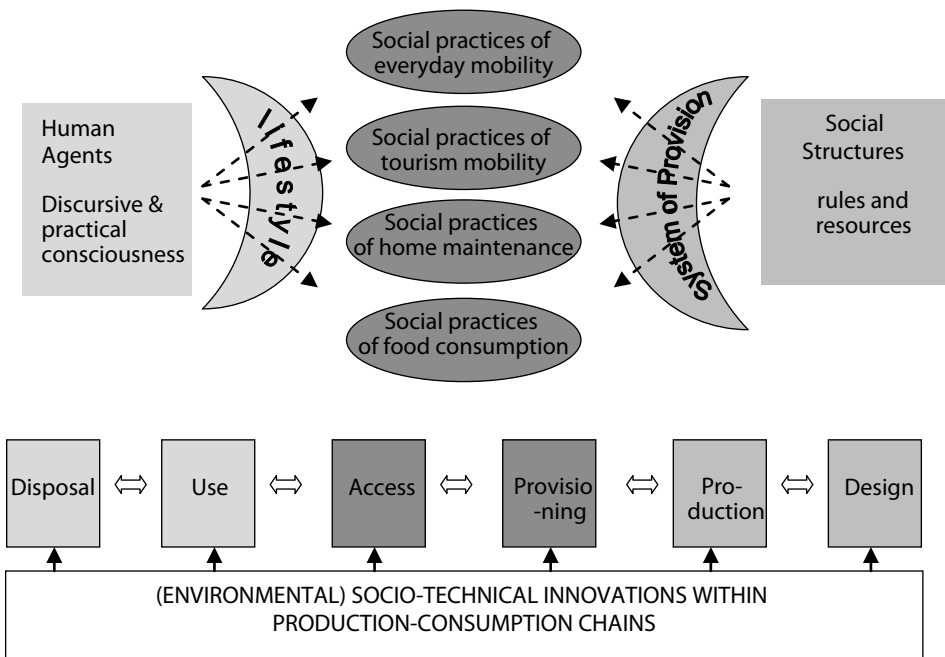 Social practices of
everyday mobility
Human
Agents
Discursive &
practical
consciousness
lifestyle
Social practices of
tourism mobility
Social practices
of home maintenance
Social practices
of food consumption
System of Provision
Social
Structures
rules and
resources
Disposal
Use
Access
Provisio
-ning
Pro-
duction
Design
(ENVIRONMENTAL) SOCIO-TECHNICAL INNOVATIONS WITHIN
PRODUCTION-CONSUMPTION CHAINS